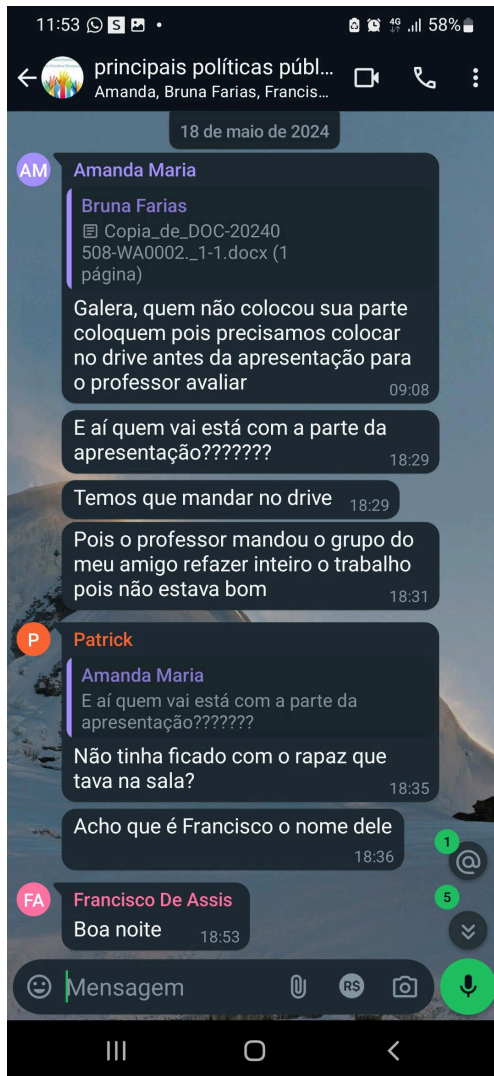 11:53 S 4G 58%
principais políticas públ...
Amanda, Bruna Farias, Francis...
18 de maio de 2024
AM Amanda Maria
Bruna Farias
Copia_de_DOC-20240
508-WA0002._1-1.docx (1
página)
Galera, quem não colocou sua parte
coloquem pois precisamos colocar
no drive antes da apresentação para
o professor avaliar
09:08
E aí quem vai está com a parte da
apresentação???????
18:29
Temos que mandar no drive 18:29
Pois o professor mandou o grupo do
meu amigo refazer inteiro o trabalho
pois não estava bom
18:31
P Patrick
Amanda Maria
E aí quem vai está com a parte da
apresentação???????
Não tinha ficado com o rapaz que
tava na sala?
18:35
Acho que é Francisco o nome dele
18:36
1
@
FA Francisco De Assis
5
Boa noite 18:53
Mensagem R$